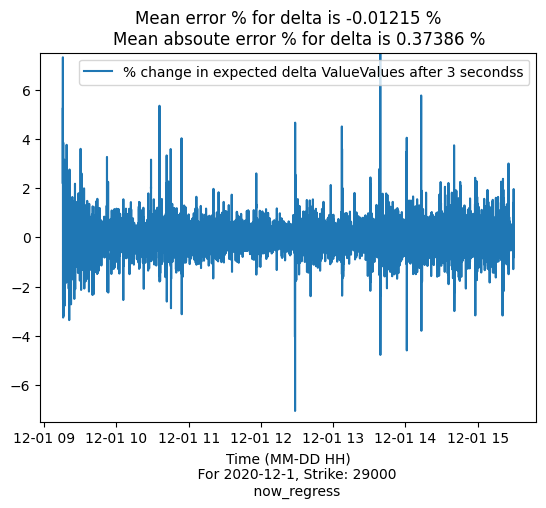 Mean error % for delta is -0.01215 %
Mean absoute error % for delta is 0.37386 %
% change in expected delta ValueValues after 3 secondss
6
4
2
0
−2
−4
−6
12-01 09 12-01 10 12-01 11 12-01 12 12-01 13 12-01 14 12-01 15
Time (MM-DD HH)
For 2020-12-1, Strike: 29000
now_regress